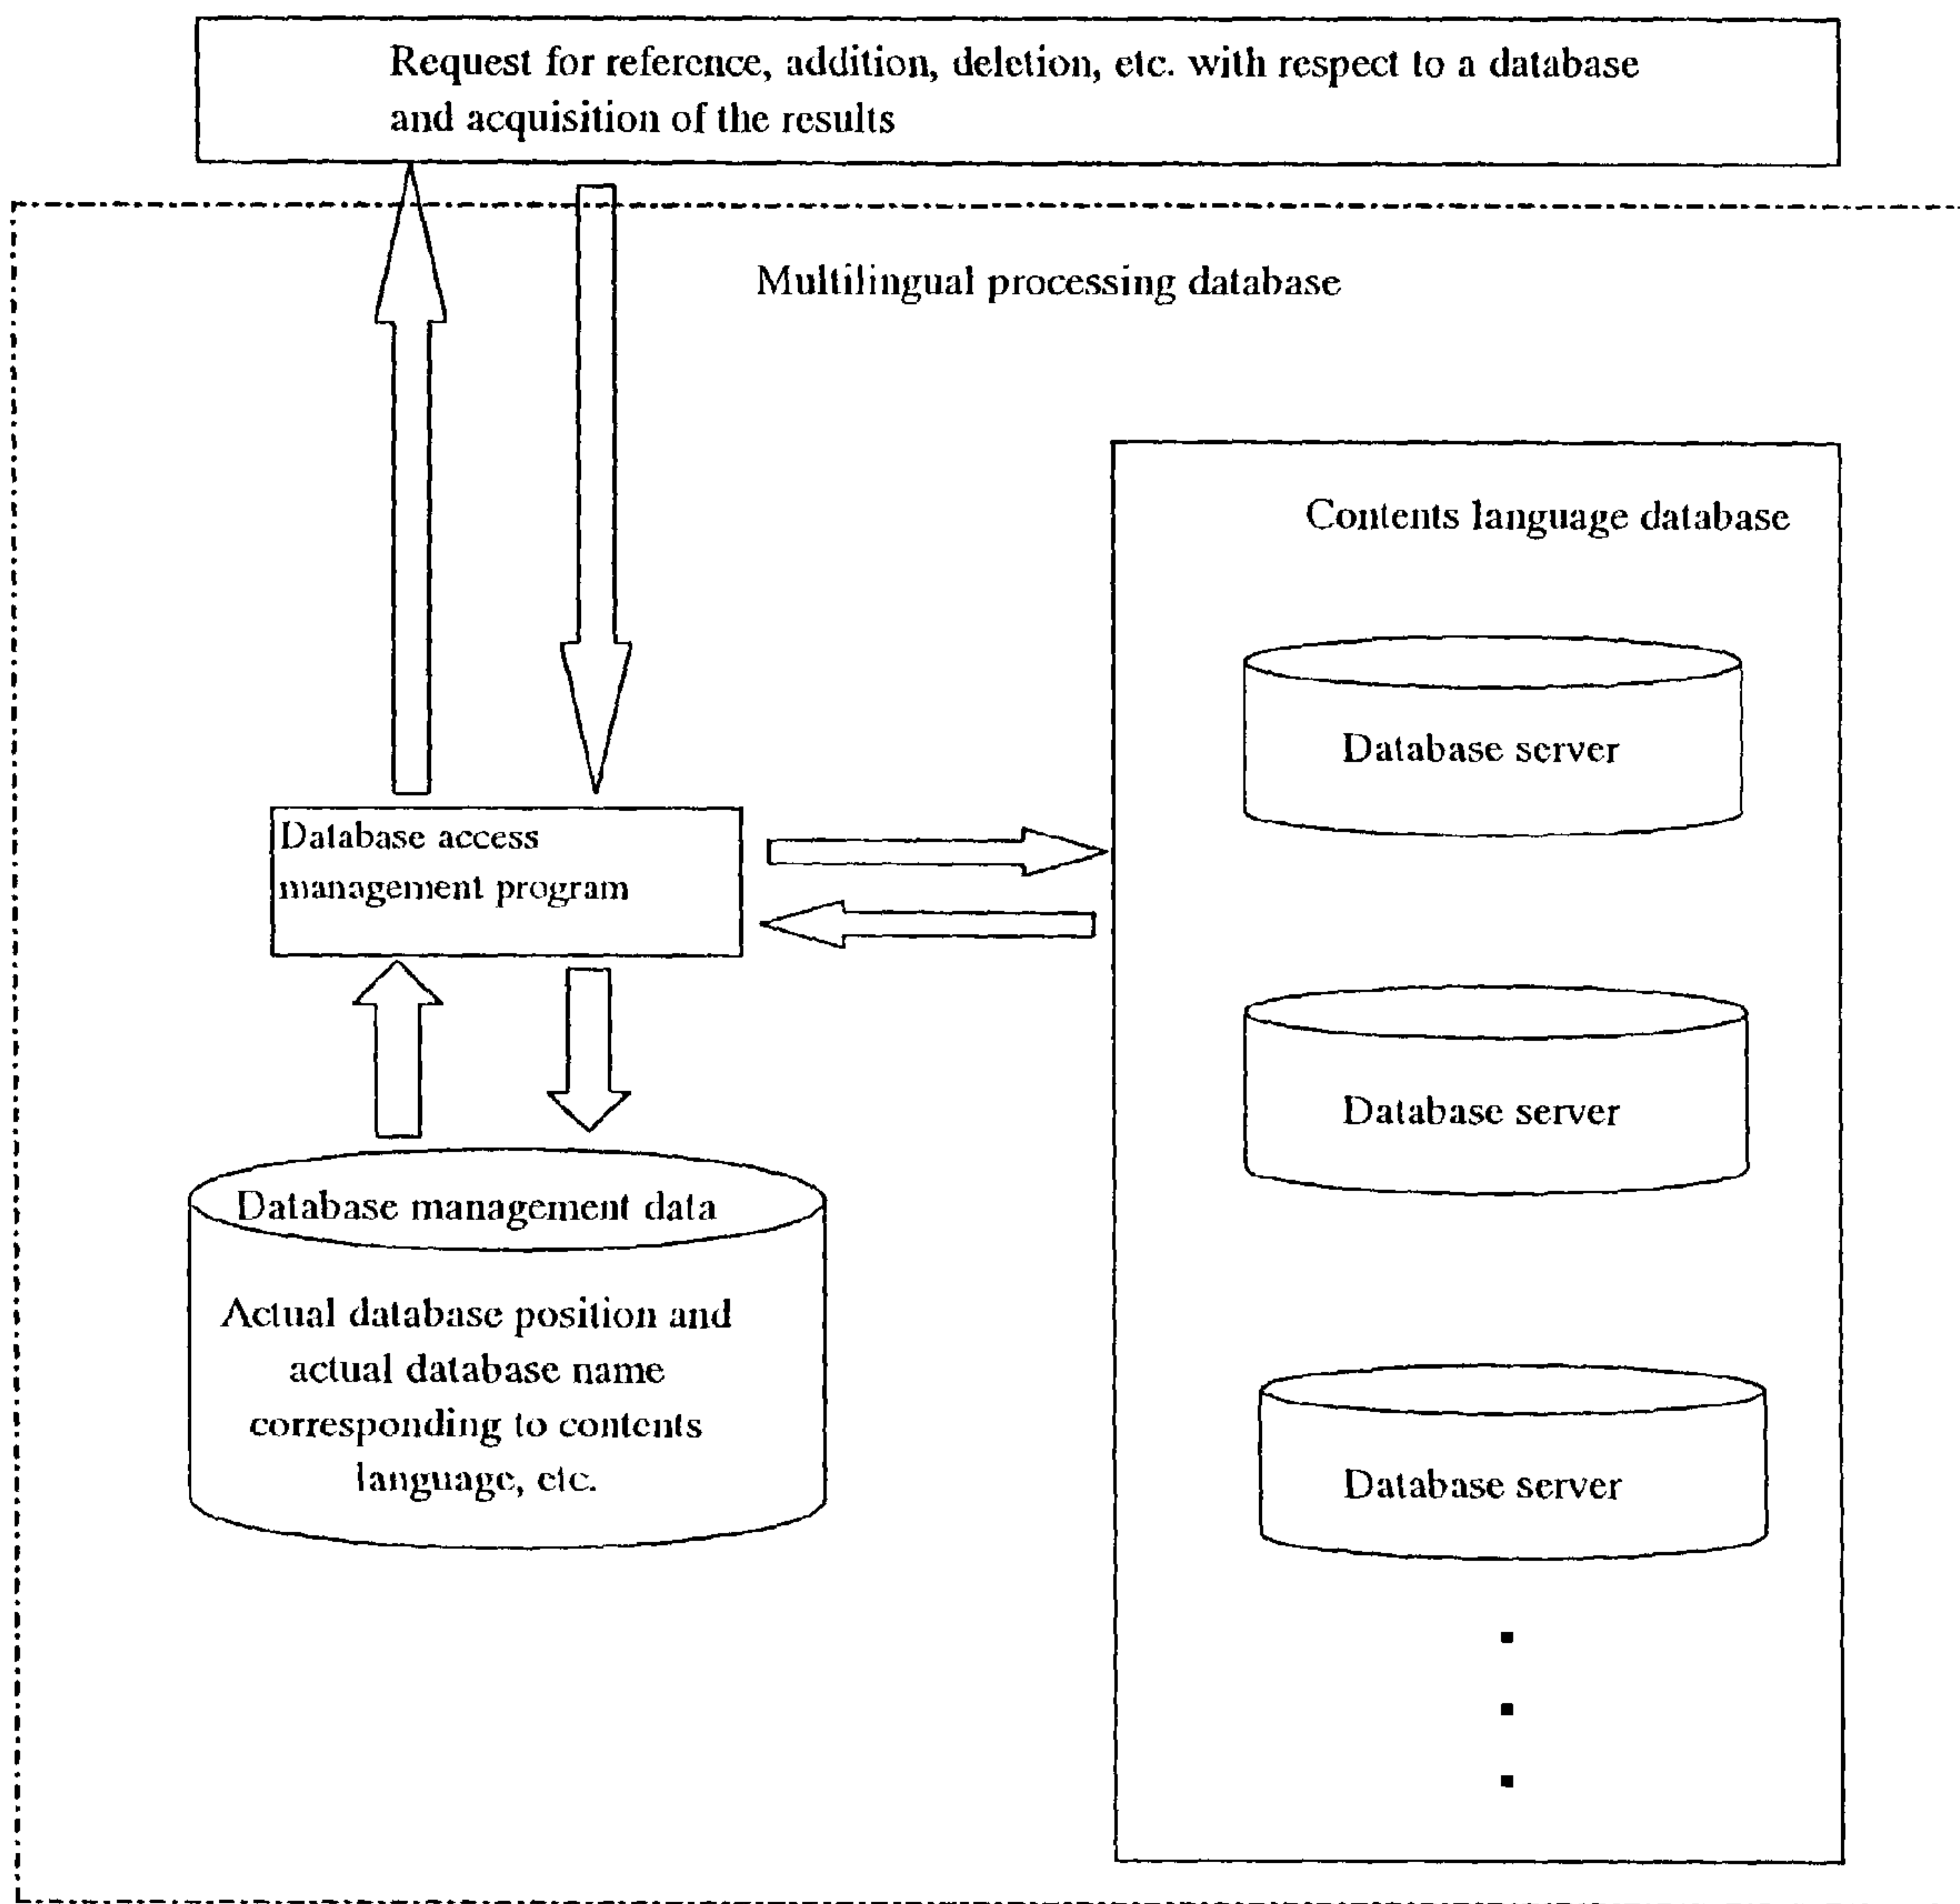 Request for reference, addition, deletion, etc. with respect to a database
and acquisition of the results
Multilingual processing database
Contents language database
Database server
Database access
management program
Database server
Database management data
Actual database position and
actual database name
corresponding to contents
language, etc.
Database server